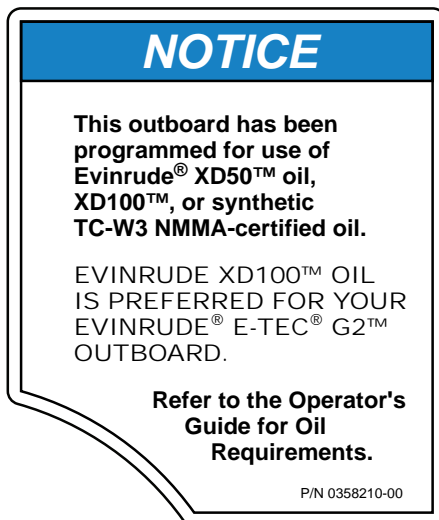 NOTICE
This outboard has been
programmed for use of
Evinrude® XD50™ oil,
XD100™, or synthetic
TC-W3 NMMA-certified oil.
EVINRUDE XD100™ OIL
IS PREFERRED FOR YOUR
EVINRUDE® E-TEC® G2™
OUTBOARD.
Refer to the Operator's
Guide for Oil
Requirements.
P/N 0358210-00